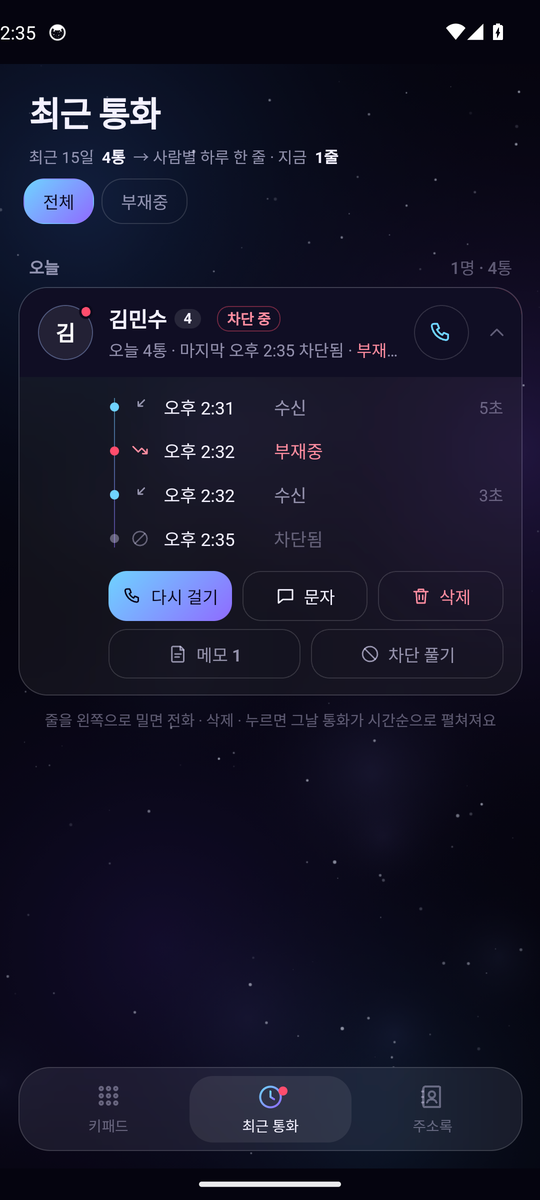 2:35
최근 통화
최근 15일 4통 → 사람별 하루 한 줄 · 지금 1줄
전체 부재중
오늘 1명 · 4통
김 김민수 4 차단 중
오늘 4통 · 마지막 오후 2:35 차단됨 · 부재...
오후 2:31 수신 5초
오후 2:32 부재중
오후 2:32 수신 3초
오후 2:35 차단됨
다시 걸기 문자 삭제
메모 1 차단 풀기
줄을 왼쪽으로 밀면 전화 · 삭제 · 누르면 그날 통화가 시간순으로 펼쳐져요
키패드 최근 통화 주소록